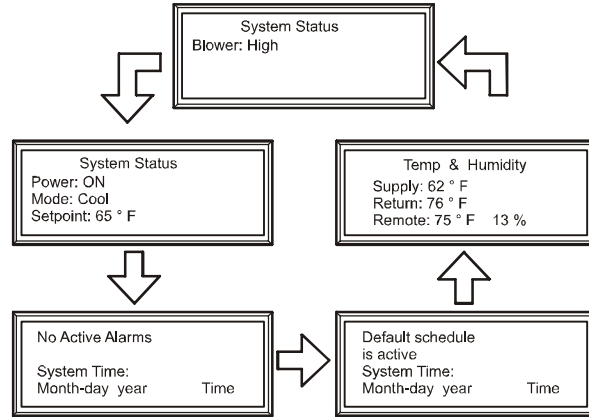 System Status
Blower: High
System Status
Power: ON
Mode: Cool
Setpoint: 65 ° F
Temp & Humidity
Supply: 62 ° F
Return: 76 ° F
Remote: 75 ° F 13 %
No Active Alarms
System Time:
Month-day year Time
Default schedule
is active
System Time:
Month-day year Time